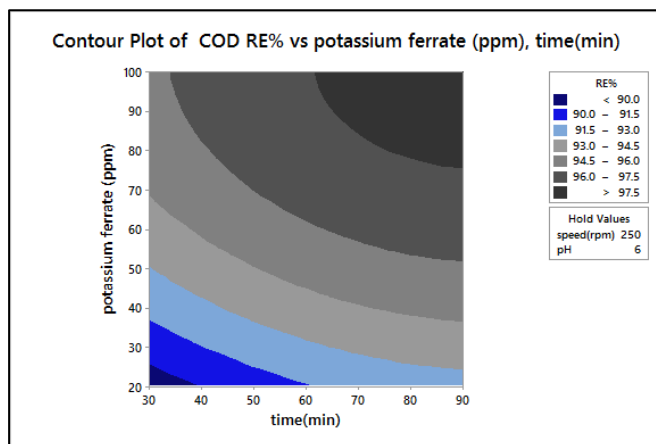 Contour Plot of COD RE% vs potassium ferrate (ppm), time(min)
100
90
80
70
60
50
40
30
20
potassium ferrate (ppm)
30 40 50 60 70 80 90
time(min)
RE%
< 90.0
90.0 – 91.5
91.5 – 93.0
93.0 – 94.5
94.5 – 96.0
96.0 – 97.5
> 97.5
Hold Values
speed(rpm) 250
pH 6